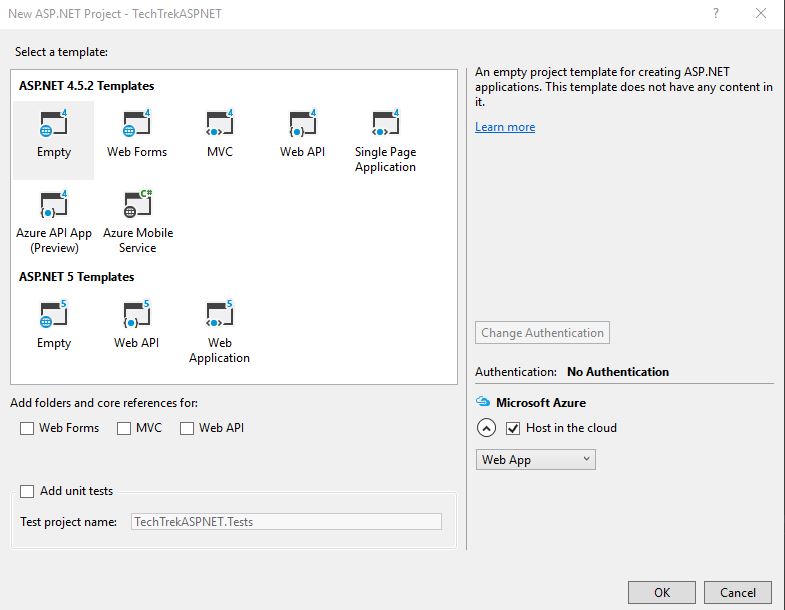 New ASP.NET Project - TechTrekASPNET
?
Select a template:
ASP.NET 4.5.2 Templates
4 4 4 4 4
Empty Web Forms MVC Web API Single Page
Application
4 C#
Azure API App Azure Mobile
(Preview) Service
ASP.NET 5 Templates
5 5 5
Empty Web API Web
Application
An empty project template for creating ASP.NET
applications. This template does not have any content in
it.
Learn more
Change Authentication
Authentication: No Authentication
Microsoft Azure
Host in the cloud
Web App
Add folders and core references for:
Web Forms MVC Web API
Add unit tests
Test project name: TechTrekASPNET.Tests
OK Cancel